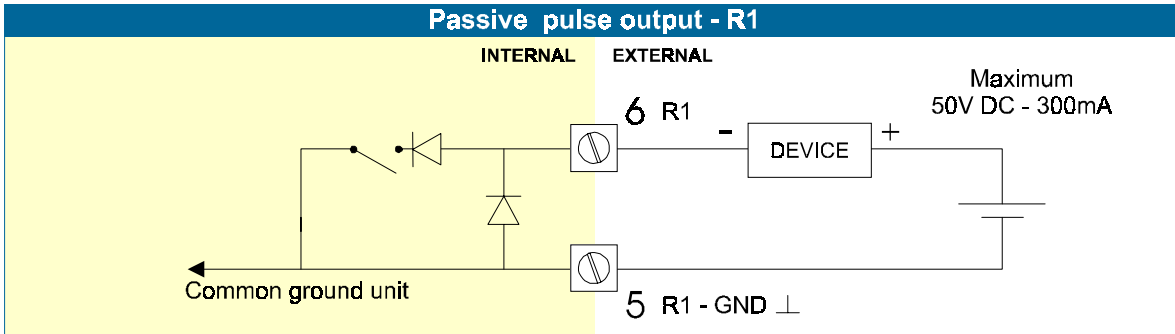 Passive pulse output - R1
INTERNAL EXTERNAL
Maximum
50V DC - 300mA
6 R1
- DEVICE +
Common ground unit
5 R1 - GND ⊥